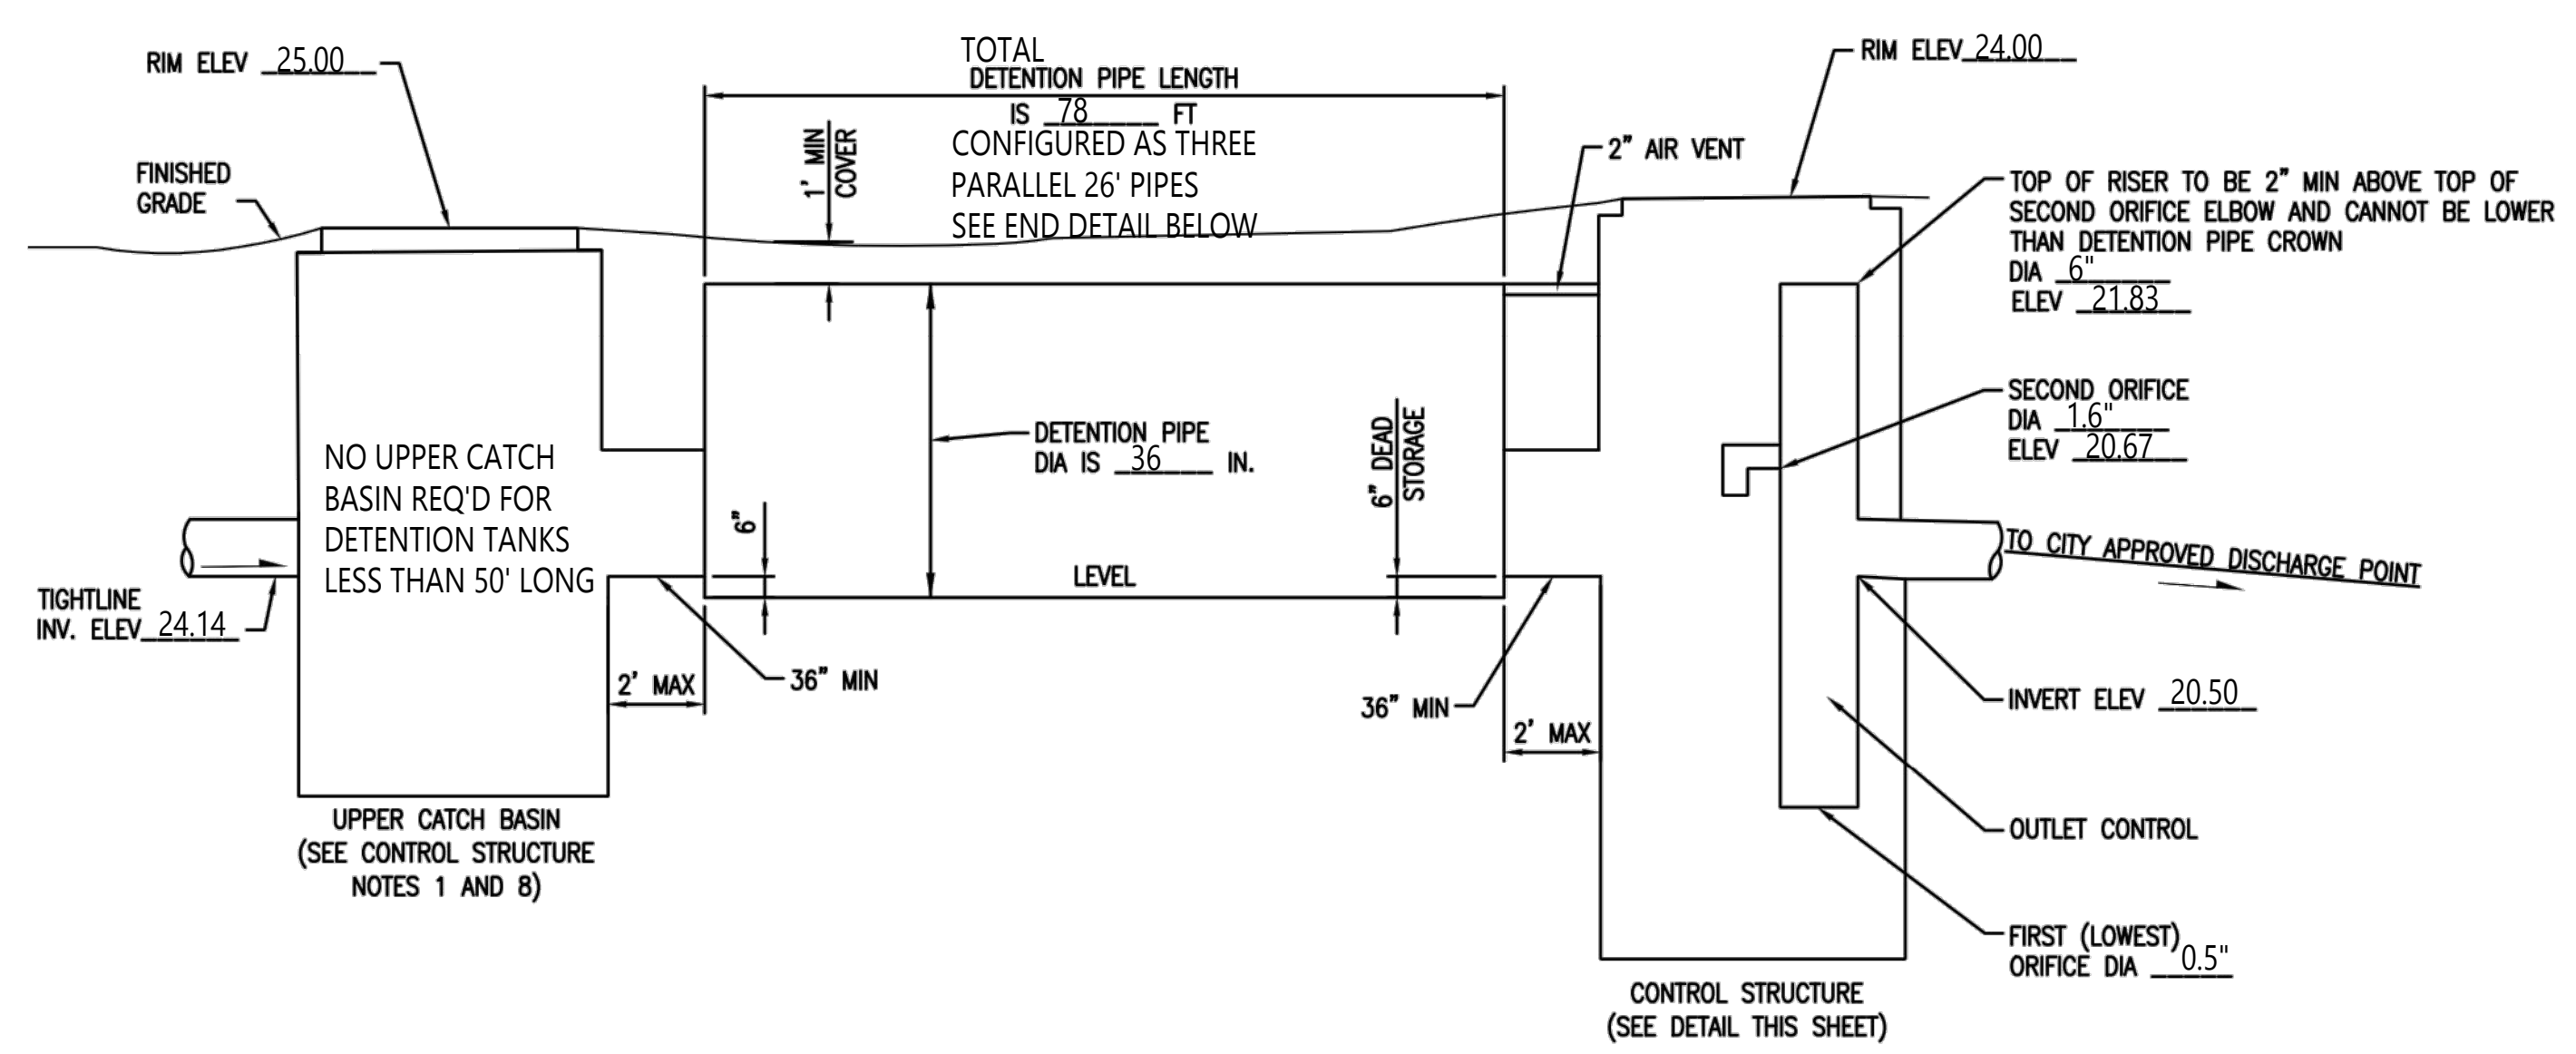 RIM ELEV 25.00
TOTAL
DETENTION PIPE LENGTH
IS 78 FT
CONFIGURED AS THREE
PARALLEL 26' PIPES
SEE END DETAIL BELOW
RIM ELEV 24.00
1' MIN
COVER
2" AIR VENT
FINISHED
GRADE
TOP OF RISER TO BE 2" MIN ABOVE TOP OF
SECOND ORIFICE ELBOW AND CANNOT BE LOWER
THAN DETENTION PIPE CROWN
DIA 6"
ELEV 21.83
SECOND ORIFICE
DIA 1.6"
ELEV 20.67
DETENTION PIPE
DIA IS 36 IN.
6" DEAD
STORAGE
NO UPPER CATCH
BASIN REQ'D FOR
DETENTION TANKS
LESS THAN 50' LONG
6"
LEVEL
TO CITY APPROVED DISCHARGE POINT
TIGHTLINE
INV. ELEV 24.14
2' MAX
36" MIN
36" MIN
2' MAX
INVERT ELEV 20.50
OUTLET CONTROL
UPPER CATCH BASIN
(SEE CONTROL STRUCTURE
NOTES 1 AND 8)
FIRST (LOWEST)
ORIFICE DIA 0.5"
CONTROL STRUCTURE
(SEE DETAIL THIS SHEET)